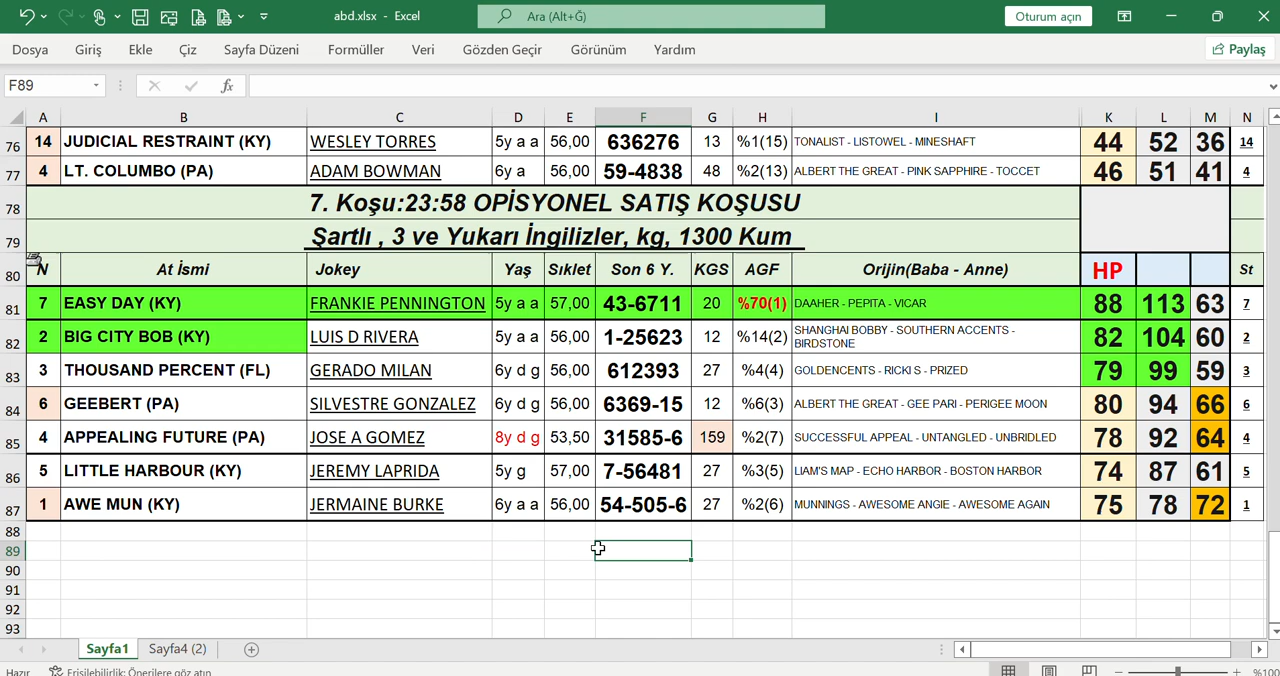 abd.xlsx - Excel
Ara (Alt+Ğ)
Oturum açın
Dosya Giriş Ekle Çiz Sayfa Düzeni Formüller Veri Gözden Geçir Görünüm Yardım
Paylaş
F89 fx
A B C D E F G H I K L M N
76 14 JUDICIAL RESTRAINT (KY) WESLEY TORRES 5y a a 56,00 636276 13 %1(15) TONALIST - LISTOWEL - MINESHAFT 44 52 36 14
77 4 LT. COLUMBO (PA) ADAM BOWMAN 6y a 56,00 59-4838 48 %2(13) ALBERT THE GREAT - PINK SAPPHIRE - TOCCET 46 51 41 4
78 7. Koşu:23:58 OPİSYONEL SATIŞ KOŞUSU
79 Şartlı , 3 ve Yukarı İngilizler, kg, 1300 Kum
80 N At İsmi Jokey Yaş Sıklet Son 6 Y. KGS AGF Orijin(Baba - Anne) HP St
81 7 EASY DAY (KY) FRANKIE PENNINGTON 5y a a 57,00 43-6711 20 %70(1) DAAHER - PEPITA - VICAR 88 113 63 7
82 2 BIG CITY BOB (KY) LUIS D RIVERA 5y a a 56,00 1-25623 12 %14(2) SHANGHAI BOBBY - SOUTHERN ACCENTS - BIRDSTONE 82 104 60 2
83 3 THOUSAND PERCENT (FL) GERADO MILAN 6y d g 56,00 612393 27 %4(4) GOLDENCENTS - RICKI S - PRIZED 79 99 59 3
84 6 GEEBERT (PA) SILVESTRE GONZALEZ 6y d g 56,00 6369-15 12 %6(3) ALBERT THE GREAT - GEE PARI - PERIGEE MOON 80 94 66 6
85 4 APPEALING FUTURE (PA) JOSE A GOMEZ 8y d g 53,50 31585-6 159 %2(7) SUCCESSFUL APPEAL - UNTANGLED - UNBRIDLED 78 92 64 4
86 5 LITTLE HARBOUR (KY) JEREMY LAPRIDA 5y g 57,00 7-56481 27 %3(5) LIAM'S MAP - ECHO HARBOR - BOSTON HARBOR 74 87 61 5
87 1 AWE MUN (KY) JERMAINE BURKE 6y a a 56,00 54-505-6 27 %2(6) MUNNINGS - AWESOME ANGIE - AWESOME AGAIN 75 78 72 1
88
89
90
91
92
93
Sayfa1 Sayfa4 (2)
Hazır Erişilebilirlik: Önerilere göz atın %100